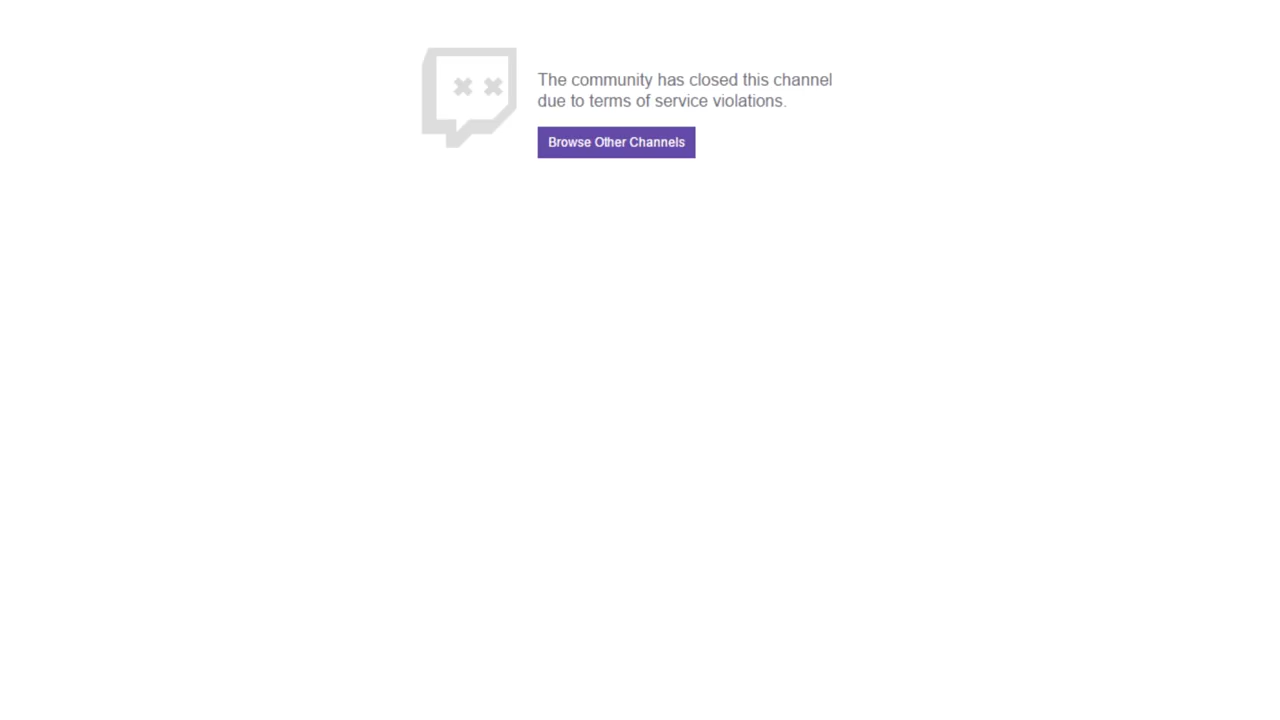 The community has closed this channel
due to terms of service violations.
Browse Other Channels